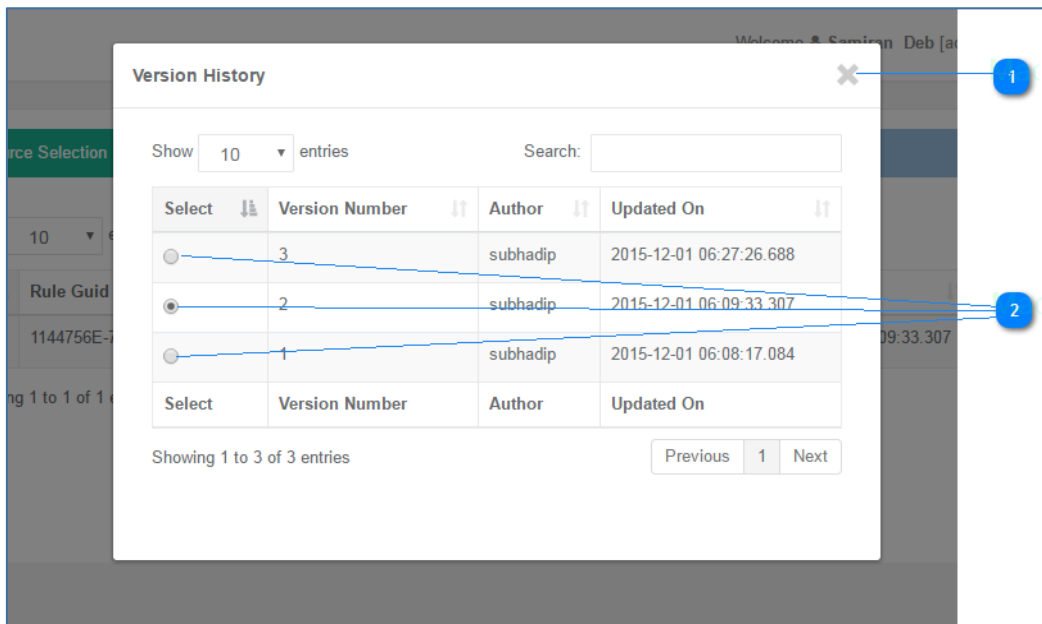 Welcome Samiran Deb [ad
Version History
1
Show 10 entries Search:
rce Selection
Select Version Number Author Updated On
10
3 subhadip 2015-12-01 06:27:26.688
Rule Guid
2 subhadip 2015-12-01 06:09:33.307
2
1144756E-7
1 subhadip 2015-12-01 06:08:17.084
09:33.307
ng 1 to 1 of 1 e
Select Version Number Author Updated On
Showing 1 to 3 of 3 entries
Previous 1 Next